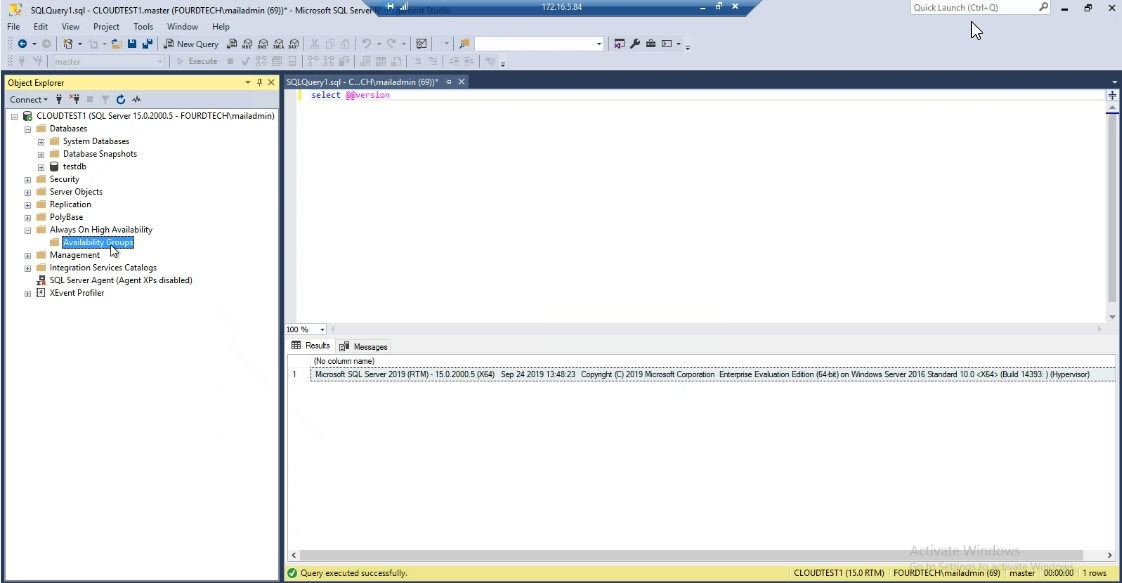 SQLQuery1.sql - CLOUDTEST1.master (FOURDTECH\mailadmin (69))* - Microsoft SQL Server Management Studio
172.16.5.84
Quick Launch (Ctrl+Q)
File Edit View Project Tools Window Help
New Query
master
Execute
Object Explorer
SQLQuery1.sql - C...CH\mailadmin (69))*
Connect
select @@version
CLOUDTEST1 (SQL Server 15.0.2000.5 - FOURDTECH\mailadmin)
Databases
System Databases
Database Snapshots
testdb
Security
Server Objects
Replication
PolyBase
Always On High Availability
Availability Groups
Management
Integration Services Catalogs
SQL Server Agent (Agent XPs disabled)
XEvent Profiler
100 %
Results Messages
(No column name)
1 Microsoft SQL Server 2019 (RTM) - 15.0.2000.5 (X64) Sep 24 2019 13:48:23 Copyright (C) 2019 Microsoft Corporation Enterprise Evaluation Edition (64-bit) on Windows Server 2016 Standard 10.0 <X64> (Build 14393: ) (Hypervisor)
Activate Windows
Go to Settings to activate Windows.
Query executed successfully.
CLOUDTEST1 (15.0 RTM) FOURDTECH\mailadmin (69) master 00:00:00 1 rows